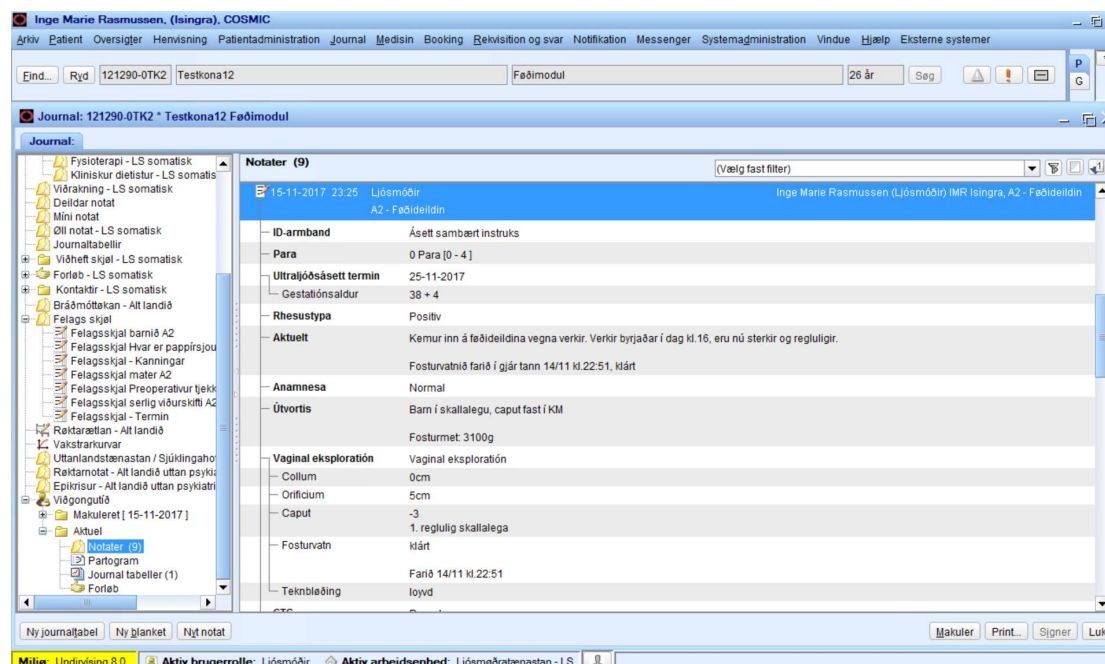 Inge Marie Rasmussen, (Isingra), COSMIC
Arkiv Patient Oversigter Henvisning Patientadministration Journal Medisin Booking Rekvisition og svar Notifikation Messenger Systemadministration Vindue Hjælp Eksterne systemer
Find... Ryd 121290-0TK2 Testkona12 Føðimodul 26 år Søg
P
G
Journal: 121290-0TK2 * Testkona12 Føðimodul
Journal:
Fysioterapi - LS somatisk
Kliniskur dietistur - LS somatis
Viðrakning - LS somatisk
Deildar notat
Míni notat
Øll notat - LS somatisk
Journaltabellir
Viðheft skjøl - LS somatisk
Forløb - LS somatisk
Kontaktir - LS somatisk
Bráðmóttøkan - Alt landið
Felags skjøl
Felagsskjal barnið A2
Felagsskjal Hvar er pappírsjou
Felagsskjal - Kanningar
Felagsskjal mater A2
Felagsskjal Preoperativur tjekk
Felagsskjal serlig viðurskifti A2
Felagsskjal - Termin
Røktarætlan - Alt landið
Vakstrarkurvar
Uttanlandstænastan / Sjúklingaho
Røktarnotat - Alt landið uttan psykia
Epikrisur - Alt landið uttan psykiatri
Viðgongutíð
Makuleret [ 15-11-2017 ]
Aktuel
Notater (9)
Partogram
Journal tabeller (1)
Forløb
Notater (9) (Vælg fast filter)
15-11-2017 23:25 Ljósmóðir Inge Marie Rasmussen (Ljósmóðir) IMR Isingra, A2 - Føðideildin
A2 - Føðideildin
ID-armband Ásett sambært instruks
Para 0 Para [0 - 4 ]
Ultraljóðsásett termin 25-11-2017
Gestatiónsaldur 38 + 4
Rhesustypa Positiv
Aktuelt Kemur inn á føðideildina vegna verkir. Verkir byrjaðar í dag kl.16, eru nú sterkir og regluligir.
Fosturvatnið farið í gjár tann 14/11 kl.22:51, klárt
Anamnesa Normal
Útvortis Barn í skallalegu, caput fast í KM
Fosturmet: 3100g
Vaginal eksploratión Vaginal eksploratión
Collum 0cm
Orificium 5cm
Caput -3
1. reglulig skallalega
Fosturvatn klárt
Farið 14/11 kl.22:51
Teknbløðing loyvd
Ny journaltabel Ny blanket Nyt notat Makuler Print... Signer Luk
Miljø: Undirvísing 8.0 Aktiv brugerrolle: Ljósmóðir Aktiv arbejdsenhed: Ljósmøðratænastan - LS